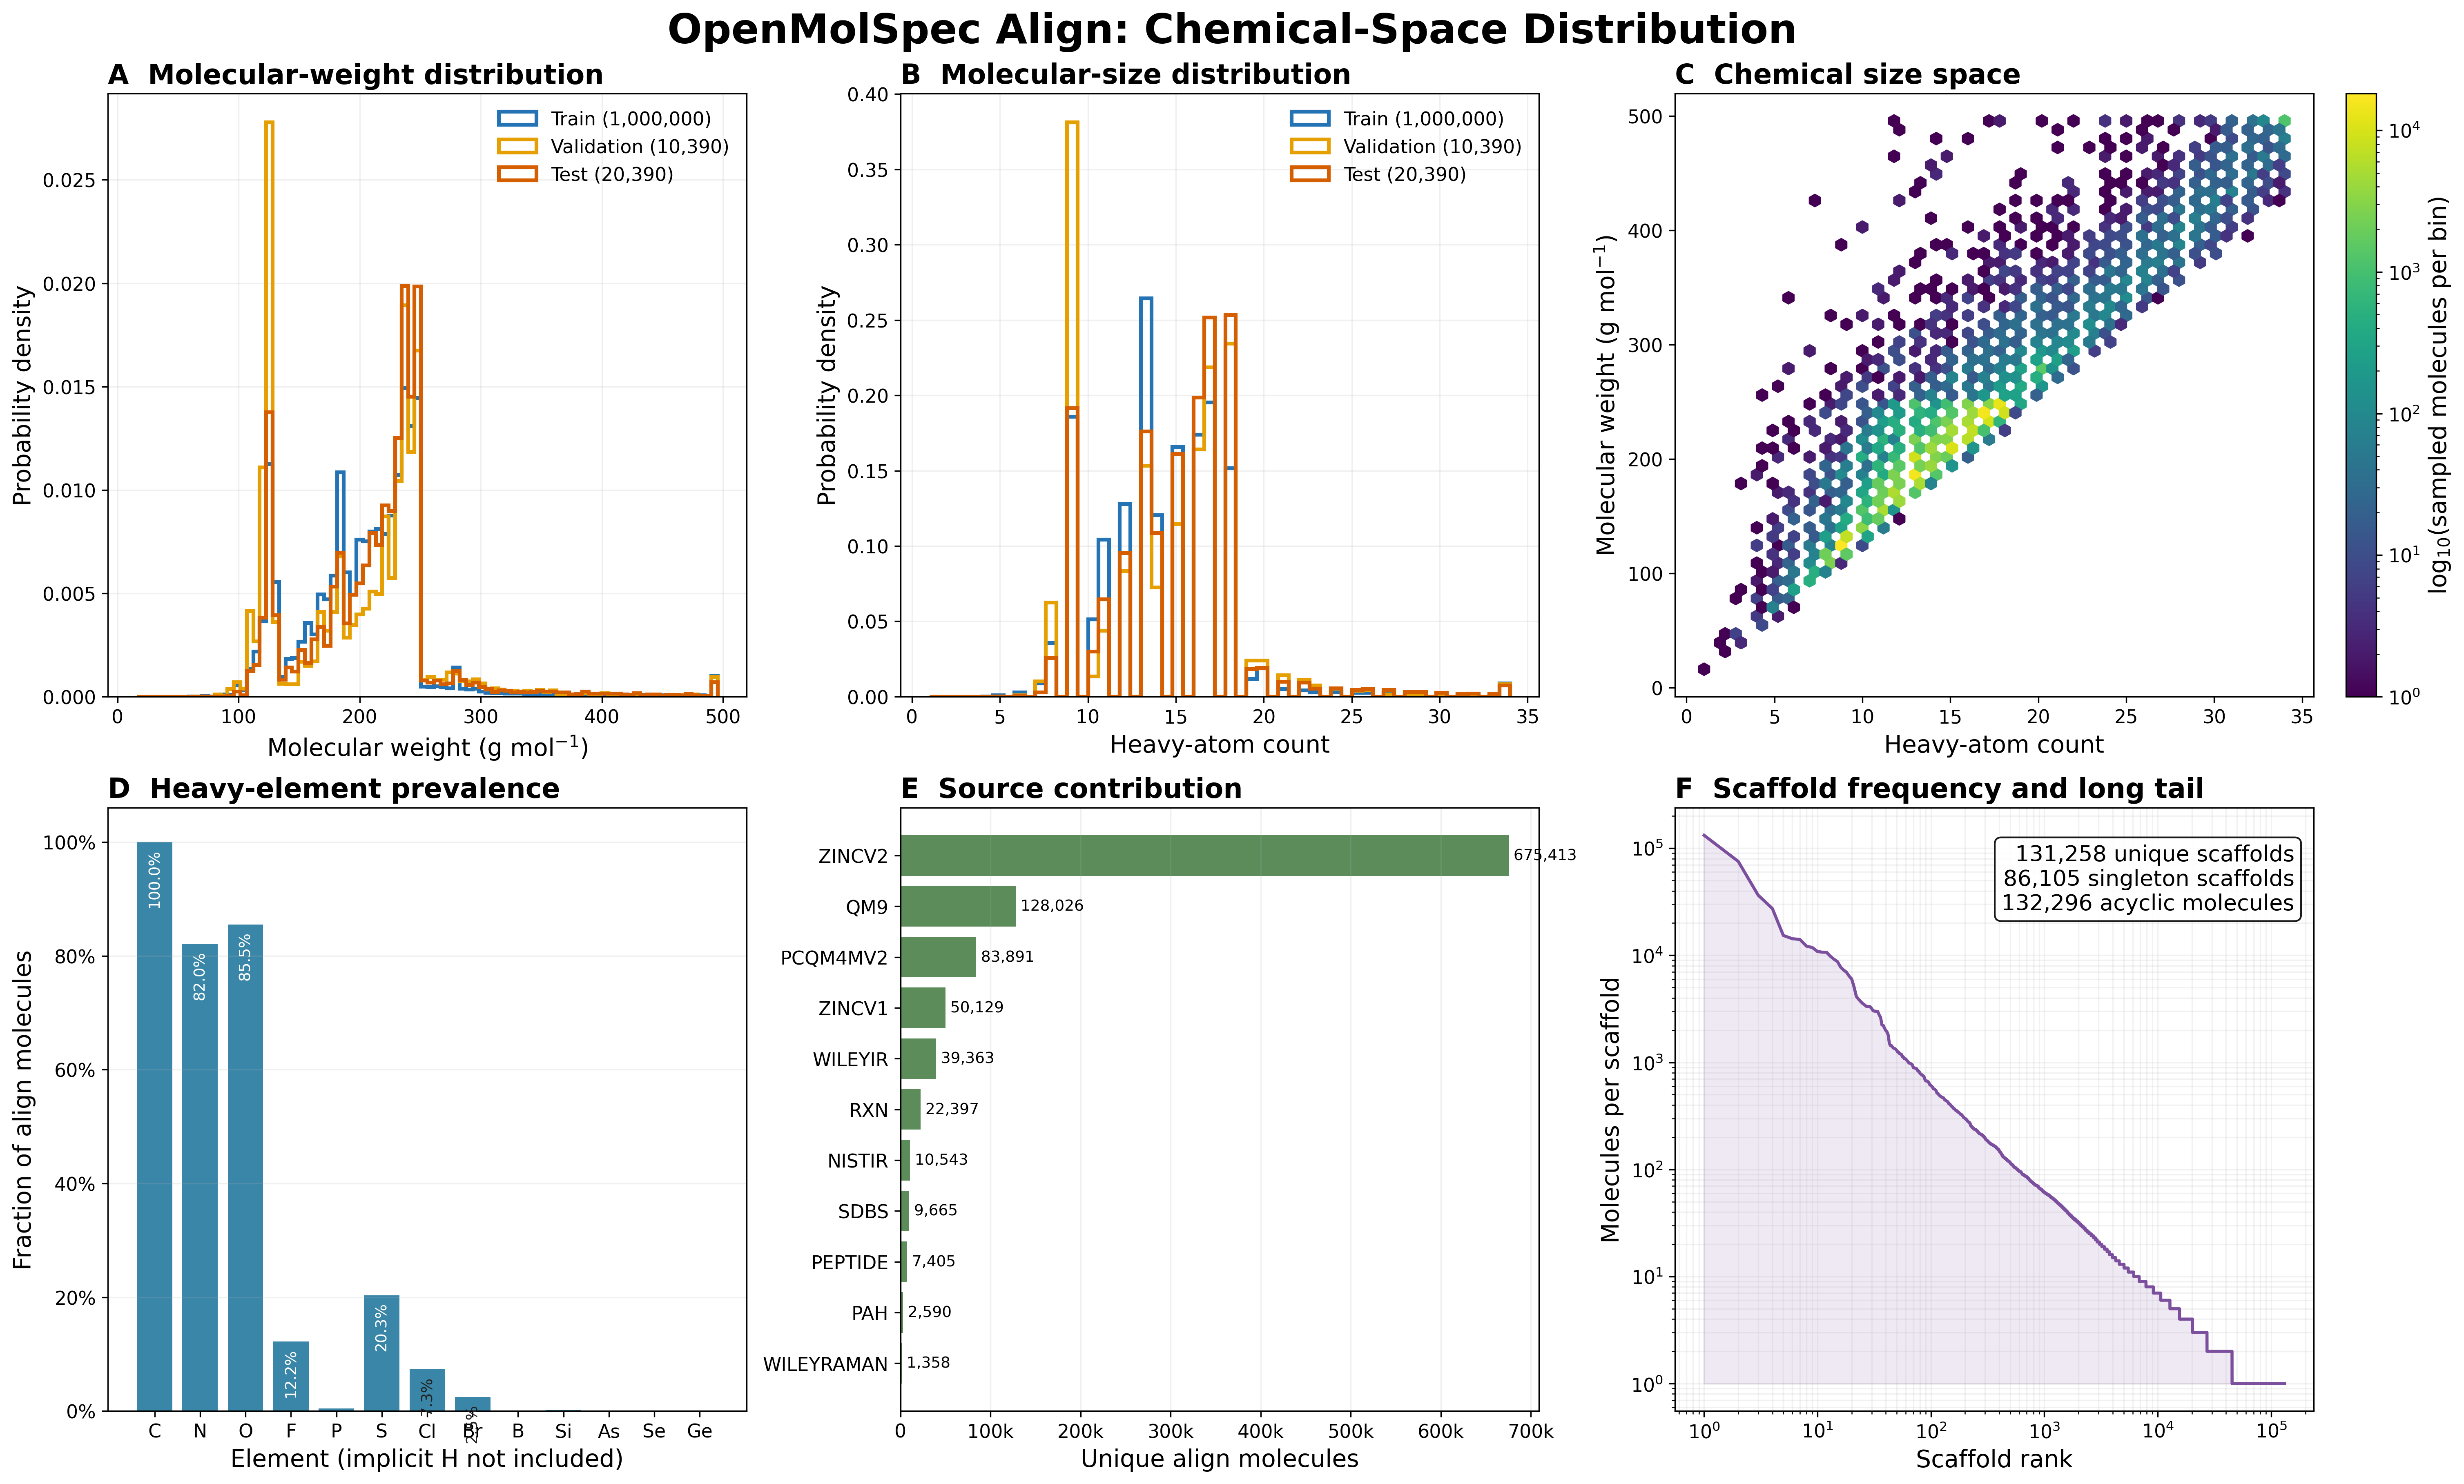 OpenMolSpec Align: Chemical-Space Distribution
A Molecular-weight distribution
Train (1,000,000)
Validation (10,390)
Test (20,390)
0.025
0.020
0.015
0.010
0.005
0.000
Probability density
0 100 200 300 400 500
Molecular weight (g mol⁻¹)
B Molecular-size distribution
Train (1,000,000)
Validation (10,390)
Test (20,390)
0.40
0.35
0.30
0.25
0.20
0.15
0.10
0.05
0.00
Probability density
0 5 10 15 20 25 30 35
Heavy-atom count
C Chemical size space
500
400
300
200
100
0
Molecular weight (g mol⁻¹)
0 5 10 15 20 25 30 35
Heavy-atom count
10⁴
10³
10²
10¹
10⁰
log₁₀(sampled molecules per bin)
D Heavy-element prevalence
100%
80%
60%
40%
20%
0%
Fraction of align molecules
100.0%
82.0%
85.5%
12.2%
20.3%
7.3%
C N O F P S Cl Br B Si As Se Ge
Element (implicit H not included)
E Source contribution
ZINCV2 675,413
QM9 128,026
PCQM4MV2 83,891
ZINCV1 50,129
WILEYIR 39,363
RXN 22,397
NISTIR 10,543
SDBS 9,665
PEPTIDE 7,405
PAH 2,590
WILEYRAMAN 1,358
0 100k 200k 300k 400k 500k 600k 700k
Unique align molecules
F Scaffold frequency and long tail
131,258 unique scaffolds
86,105 singleton scaffolds
132,296 acyclic molecules
10⁵
10⁴
10³
10²
10¹
10⁰
Molecules per scaffold
10⁰ 10¹ 10² 10³ 10⁴ 10⁵
Scaffold rank